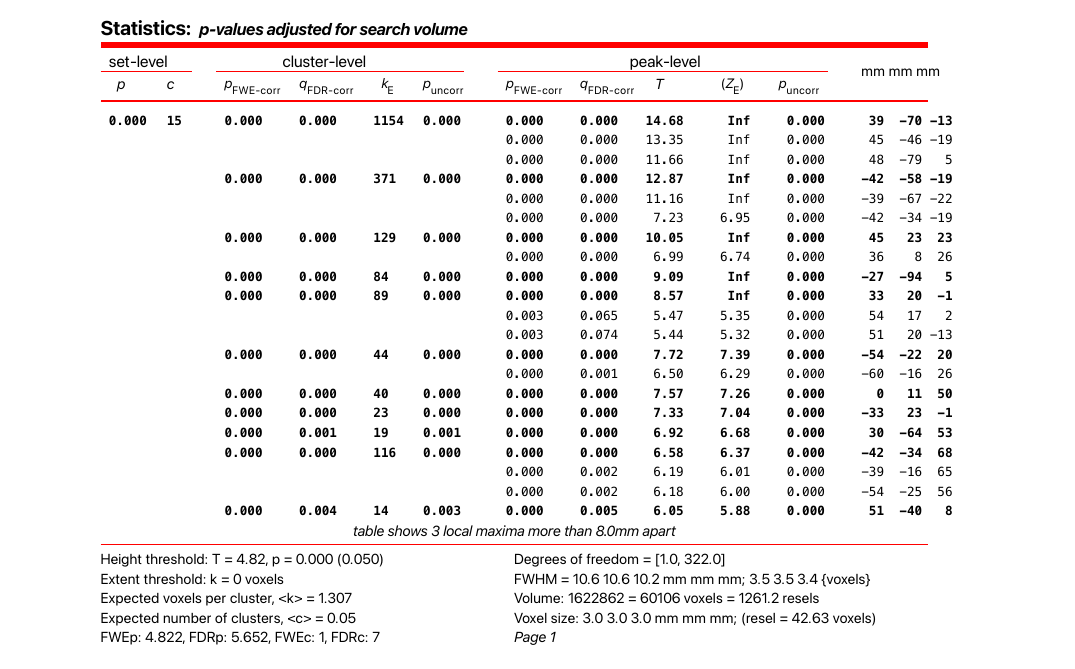 Statistics: p-values adjusted for search volume
set-level cluster-level peak-level mm mm mm
p c pFWE-corr qFDR-corr kE puncorr pFWE-corr qFDR-corr T (ZE) puncorr
0.000 15 0.000 0.000 1154 0.000 0.000 0.000 14.68 Inf 0.000 39 −70 −13
0.000 0.000 13.35 Inf 0.000 45 −46 −19
0.000 0.000 11.66 Inf 0.000 48 −79 5
0.000 0.000 371 0.000 0.000 0.000 12.87 Inf 0.000 −42 −58 −19
0.000 0.000 11.16 Inf 0.000 −39 −67 −22
0.000 0.000 7.23 6.95 0.000 −42 −34 −19
0.000 0.000 129 0.000 0.000 0.000 10.05 Inf 0.000 45 23 23
0.000 0.000 6.99 6.74 0.000 36 8 26
0.000 0.000 84 0.000 0.000 0.000 9.09 Inf 0.000 −27 −94 5
0.000 0.000 89 0.000 0.000 0.000 8.57 Inf 0.000 33 20 −1
0.003 0.065 5.47 5.35 0.000 54 17 2
0.003 0.074 5.44 5.32 0.000 51 20 −13
0.000 0.000 44 0.000 0.000 0.000 7.72 7.39 0.000 −54 −22 20
0.000 0.001 6.50 6.29 0.000 −60 −16 26
0.000 0.000 40 0.000 0.000 0.000 7.57 7.26 0.000 0 11 50
0.000 0.000 23 0.000 0.000 0.000 7.33 7.04 0.000 −33 23 −1
0.000 0.001 19 0.001 0.000 0.000 6.92 6.68 0.000 30 −64 53
0.000 0.000 116 0.000 0.000 0.000 6.58 6.37 0.000 −42 −34 68
0.000 0.002 6.19 6.01 0.000 −39 −16 65
0.000 0.002 6.18 6.00 0.000 −54 −25 56
0.000 0.004 14 0.003 0.000 0.005 6.05 5.88 0.000 51 −40 8
table shows 3 local maxima more than 8.0mm apart
Height threshold: T = 4.82, p = 0.000 (0.050)
Extent threshold: k = 0 voxels
Expected voxels per cluster, <k> = 1.307
Expected number of clusters, <c> = 0.05
FWEp: 4.822, FDRp: 5.652, FWEc: 1, FDRc: 7
Degrees of freedom = [1.0, 322.0]
FWHM = 10.6 10.6 10.2 mm mm mm; 3.5 3.5 3.4 {voxels}
Volume: 1622862 = 60106 voxels = 1261.2 resels
Voxel size: 3.0 3.0 3.0 mm mm mm; (resel = 42.63 voxels)
Page 1